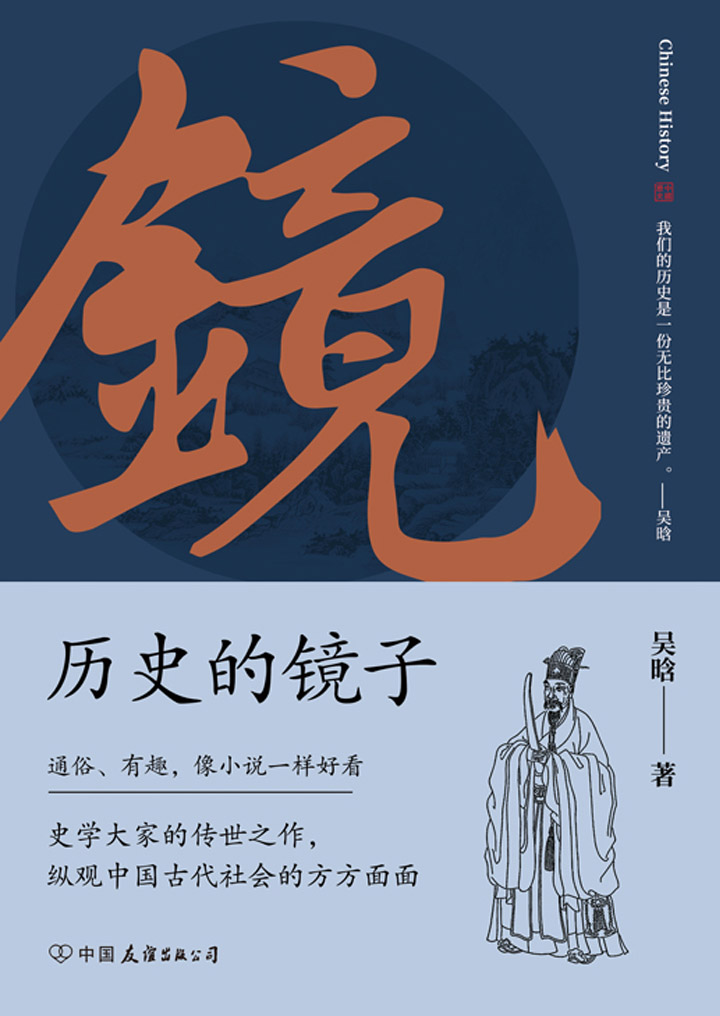 鏡
Chinese History
我们的历史是一份无比珍贵的遗产。——吴晗
历史的镜子
吴晗——著
通俗、有趣，像小说一样好看
史学大家的传世之作，
纵观中国古代社会的方方面面
中国友谊出版公司